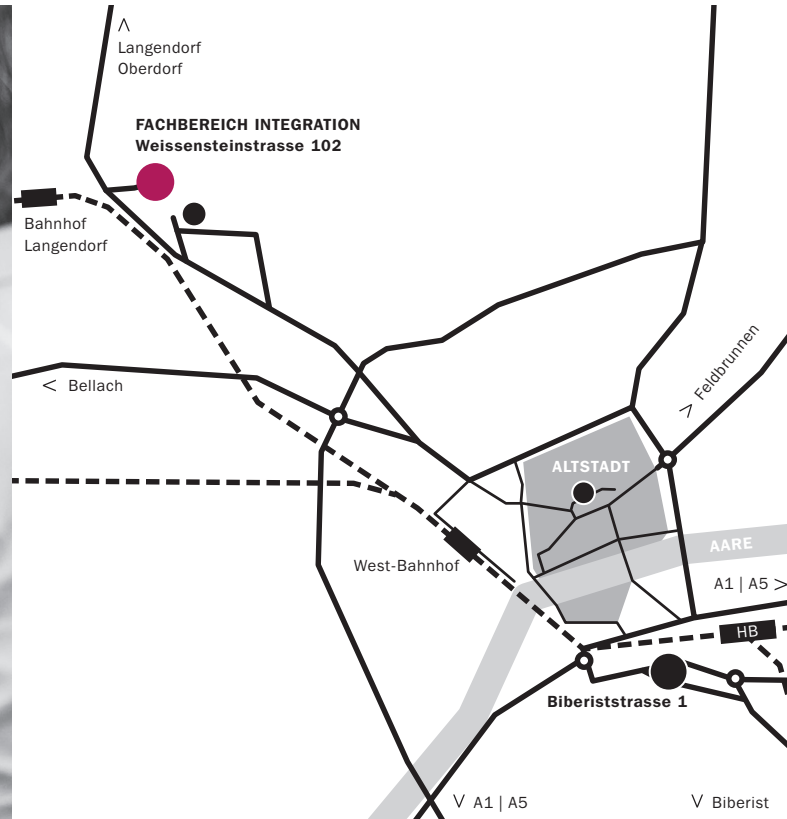 Langendorf
Oberdorf
FACHBEREICH INTEGRATION
Weissensteinstrasse 102
Bahnhof
Langendorf
< Bellach
> Feldbrunnen
ALTSTADT
AARE
West-Bahnhof
A1 | A5 >
HB
Biberiststrasse 1
A1 | A5
Biberist